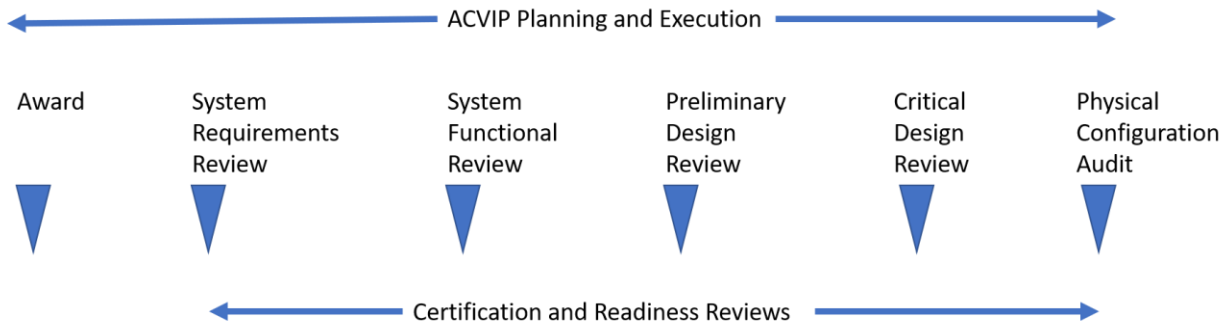 ACVIP Planning and Execution
Award
System
Requirements
Review
System
Functional
Review
Preliminary
Design
Review
Critical
Design
Review
Physical
Configuration
Audit
Certification and Readiness Reviews